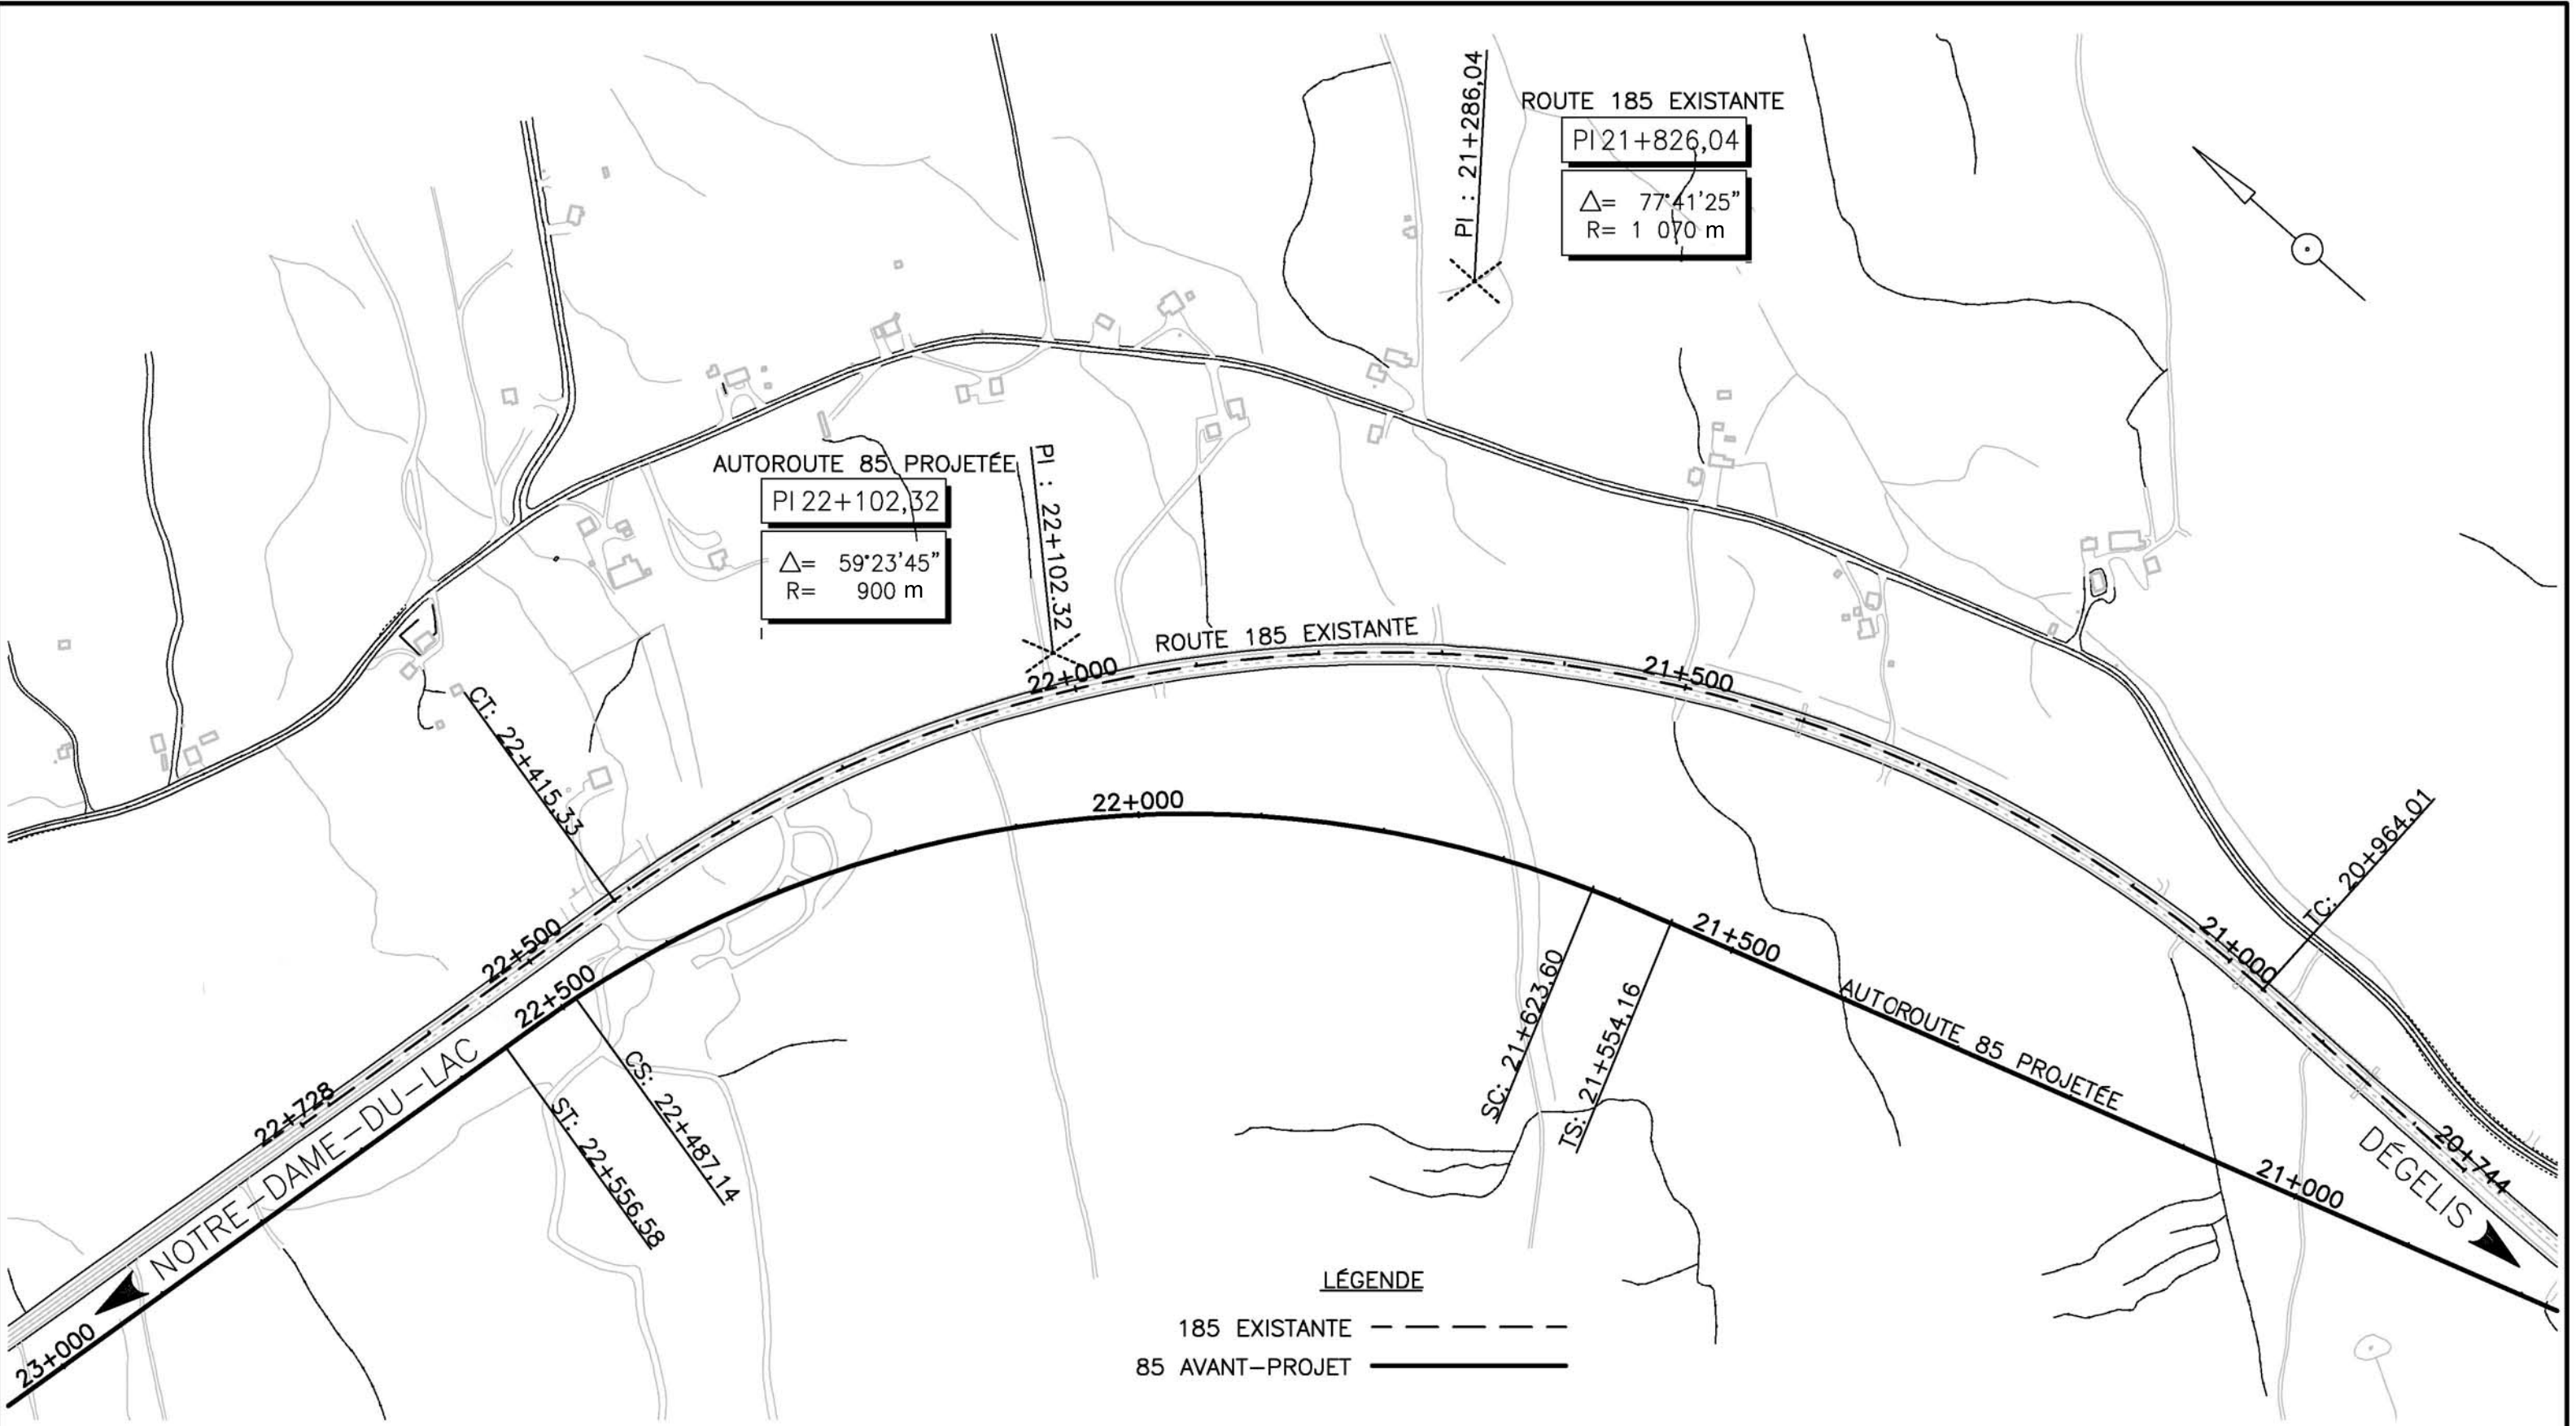 PI : 21+286,04
ROUTE 185 EXISTANTE
PI 21+826,04
△= 77°41'25"
R= 1 070 m
AUTOROUTE 85 PROJETÉE
PI 22+102,32
△= 59°23'45"
R= 900 m
PI : 22+102.32
ROUTE 185 EXISTANTE
22+000
21+500
CT: 22+415,33
22+000
TC: 20+964,01
22+500
22+500
21+500
21+000
SC: 21+623,60
TS: 21+554,16
AUTOROUTE 85 PROJETÉE
22+728
NOTRE-DAME-DU-LAC
CS: 22+487,14
ST: 22+556,58
20+744
DÉGELIS
21+000
23+000
LÉGENDE
185 EXISTANTE
85 AVANT-PROJET